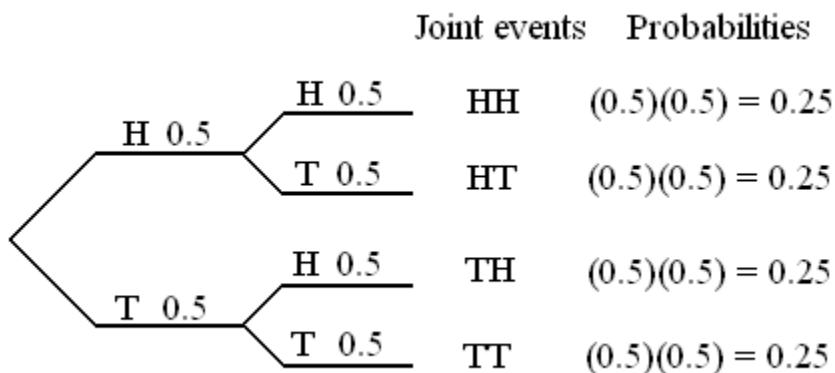 Joint events Probabilities
H 0.5 HH (0.5)(0.5) = 0.25
H 0.5
T 0.5 HT (0.5)(0.5) = 0.25
H 0.5 TH (0.5)(0.5) = 0.25
T 0.5
T 0.5 TT (0.5)(0.5) = 0.25